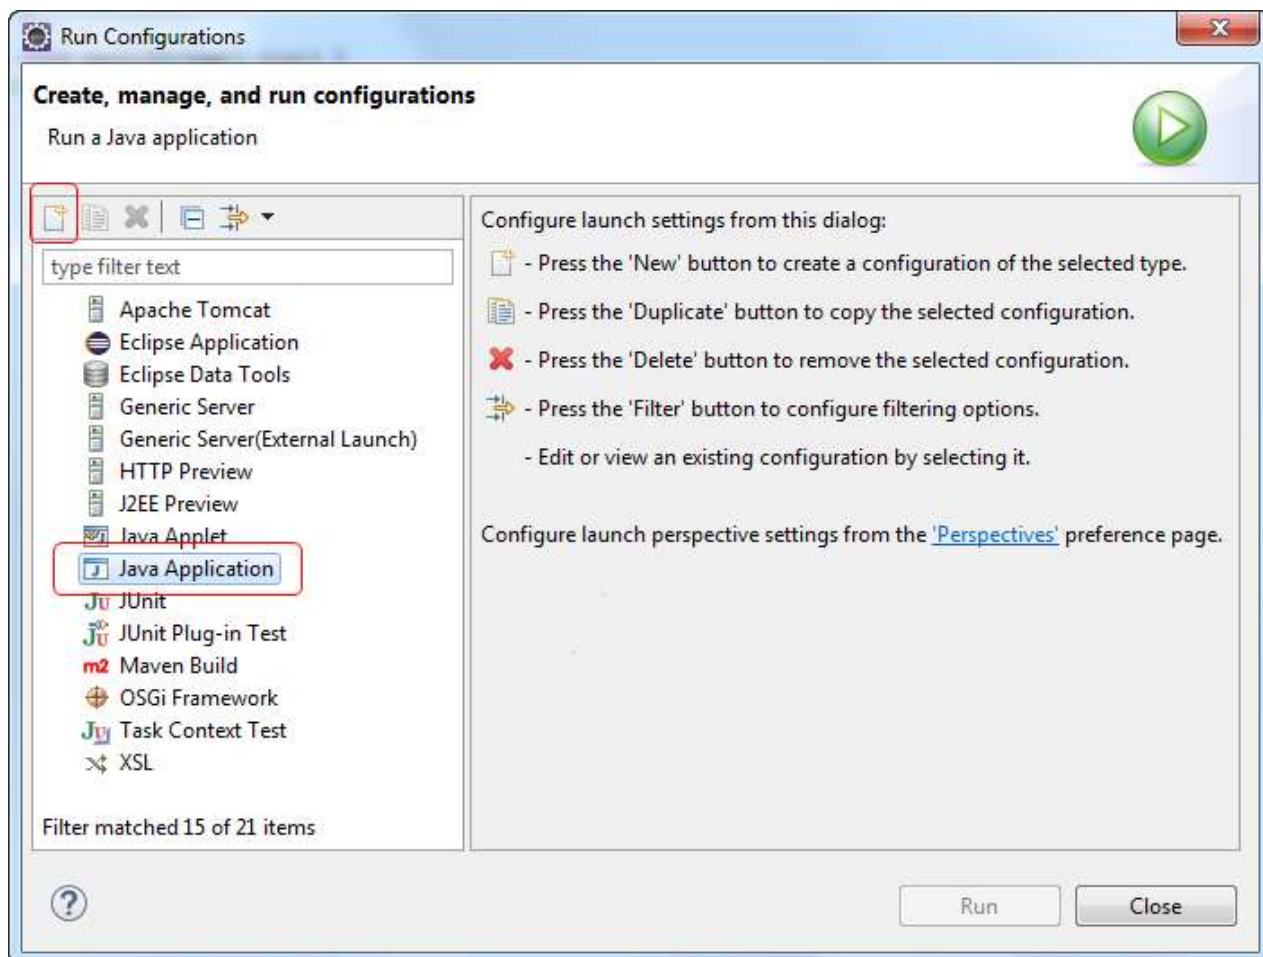 Run Configurations
Create, manage, and run configurations
Run a Java application
type filter text
Apache Tomcat
Eclipse Application
Eclipse Data Tools
Generic Server
Generic Server(External Launch)
HTTP Preview
J2EE Preview
Java Applet
Java Application
JUnit
JUnit Plug-in Test
m2 Maven Build
OSGi Framework
Task Context Test
XSL
Filter matched 15 of 21 items
Configure launch settings from this dialog:
- Press the 'New' button to create a configuration of the selected type.
- Press the 'Duplicate' button to copy the selected configuration.
- Press the 'Delete' button to remove the selected configuration.
- Press the 'Filter' button to configure filtering options.
- Edit or view an existing configuration by selecting it.
Configure launch perspective settings from the 'Perspectives' preference page.
Run
Close